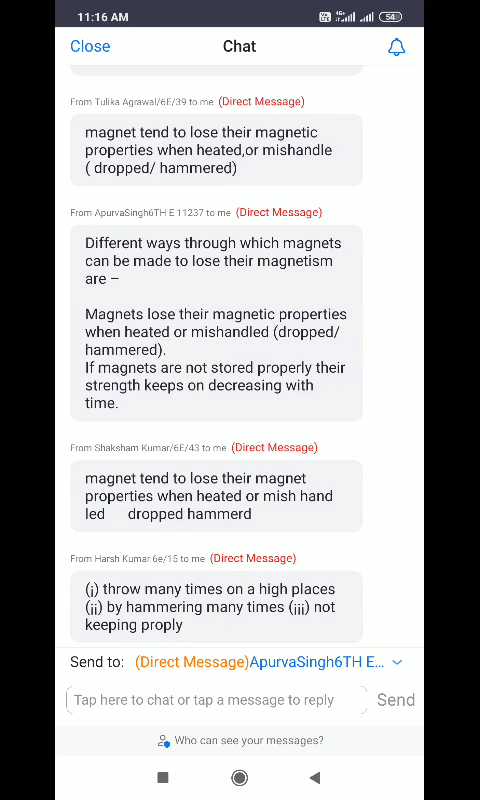 11:16 AM
4G+
54
Close
Chat
From Tulika Agrawal/6E/39 to me (Direct Message)
magnet tend to lose their magnetic
properties when heated,or mishandle
( dropped/ hammered)
From ApurvaSingh6TH E 11237 to me (Direct Message)
Different ways through which magnets
can be made to lose their magnetism
are –
Magnets lose their magnetic properties
when heated or mishandled (dropped/
hammered).
If magnets are not stored properly their
strength keeps on decreasing with
time.
From Shaksham Kumar/6E/43 to me (Direct Message)
magnet tend to lose their magnet
properties when heated or mish hand
led dropped hammerd
From Harsh Kumar 6e/15 to me (Direct Message)
(i) throw many times on a high places
(ii) by hammering many times (iii) not
keeping proply
Send to: (Direct Message)ApurvaSingh6TH E...
Tap here to chat or tap a message to reply
Send
Who can see your messages?